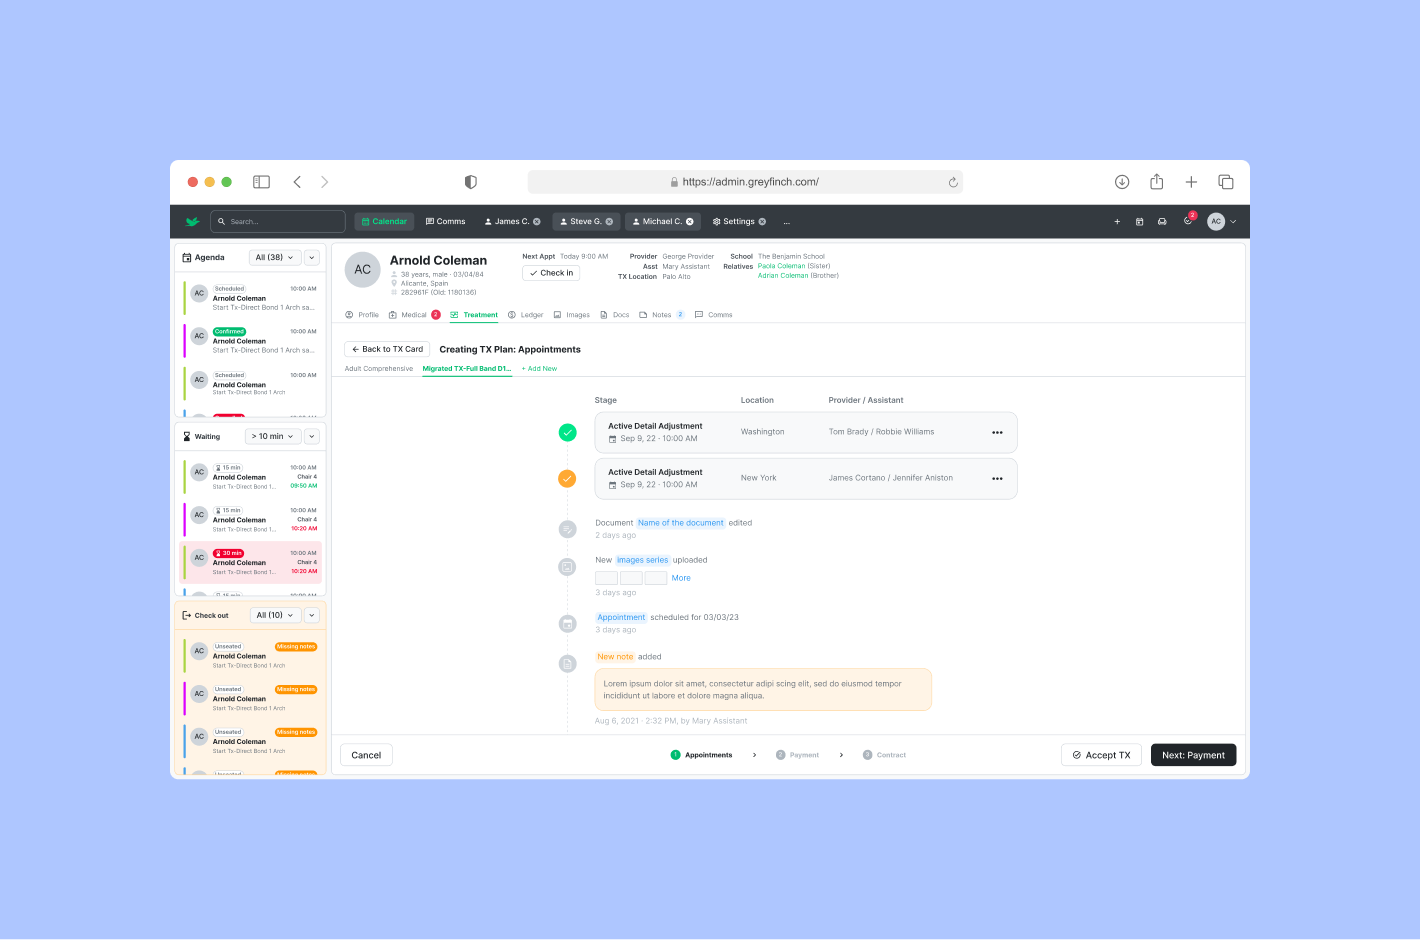 https://admin.greyfinch.com/
Search...
Calendar
Comms
James C.
Steve G.
Michael C.
Settings
...
2
AC
Agenda
All (38)
AC
Scheduled
10:00 AM
Arnold Coleman
Start Tx-Direct Bond 1 Arch sa...
AC
Confirmed
10:00 AM
Arnold Coleman
Start Tx-Direct Bond 1 Arch sa...
AC
Scheduled
10:00 AM
Arnold Coleman
Start Tx-Direct Bond 1 Arch
Waiting
> 10 min
AC
15 min
10:00 AM
Arnold Coleman
Chair 4
Start Tx-Direct Bond 1...
09:50 AM
AC
15 min
10:00 AM
Arnold Coleman
Chair 4
Start Tx-Direct Bond 1...
10:20 AM
AC
30 min
10:00 AM
Arnold Coleman
Chair 4
Start Tx-Direct Bond 1...
10:20 AM
15 min
10:00 AM
Check out
All (10)
AC
Unseated
Missing notes
Arnold Coleman
Start Tx-Direct Bond 1 Arch
AC
Unseated
Missing notes
Arnold Coleman
Start Tx-Direct Bond 1 Arch
AC
Unseated
Missing notes
Arnold Coleman
Start Tx-Direct Bond 1 Arch
Unseated
Missing notes
AC
Arnold Coleman
38 years, male · 03/04/84
Alicante, Spain
282961F (Old: 1180136)
Next Appt Today 9:00 AM
Check in
Provider George Provider
Asst Mary Assistant
TX Location Palo Alto
School The Benjamin School
Relatives Paola Coleman (Sister)
Adrian Coleman (Brother)
Profile
Medical 2
Treatment
Ledger
Images
Docs
Notes 2
Comms
Back to TX Card
Creating TX Plan: Appointments
Adult Comprehensive
Migrated TX-Full Band D1...
+ Add New
Stage
Location
Provider / Assistant
Active Detail Adjustment
Sep 9, 22 · 10:00 AM
Washington
Tom Brady / Robbie Williams
Active Detail Adjustment
Sep 9, 22 · 10:00 AM
New York
James Cortano / Jennifer Aniston
Document Name of the document edited
2 days ago
New images series uploaded
More
3 days ago
Appointment scheduled for 03/03/23
3 days ago
New note added
Lorem ipsum dolor sit amet, consectetur adipi scing elit, sed do eiusmod tempor
incididunt ut labore et dolore magna aliqua.
Aug 6, 2021 · 2:32 PM, by Mary Assistant
Cancel
1 Appointments
2 Payment
3 Contract
Accept TX
Next: Payment